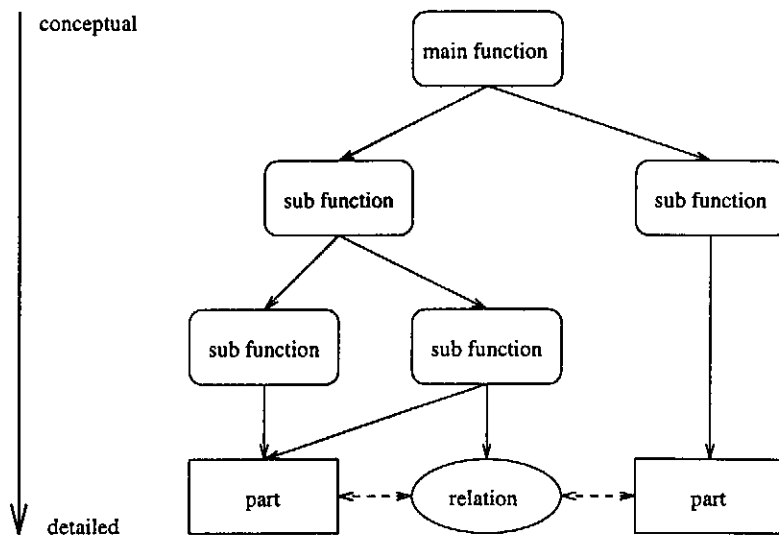 conceptual
main function
sub function
sub function
sub function
sub function
part
relation
part
detailed